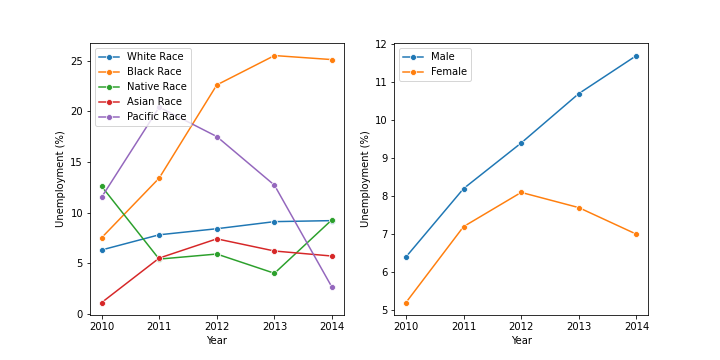 White Race
Black Race
Native Race
Asian Race
Pacific Race
Unemployment (%)
25
20
15
10
5
0
2010 2011 2012 2013 2014
Year
Male
Female
Unemployment (%)
12
11
10
9
8
7
6
5
2010 2011 2012 2013 2014
Year